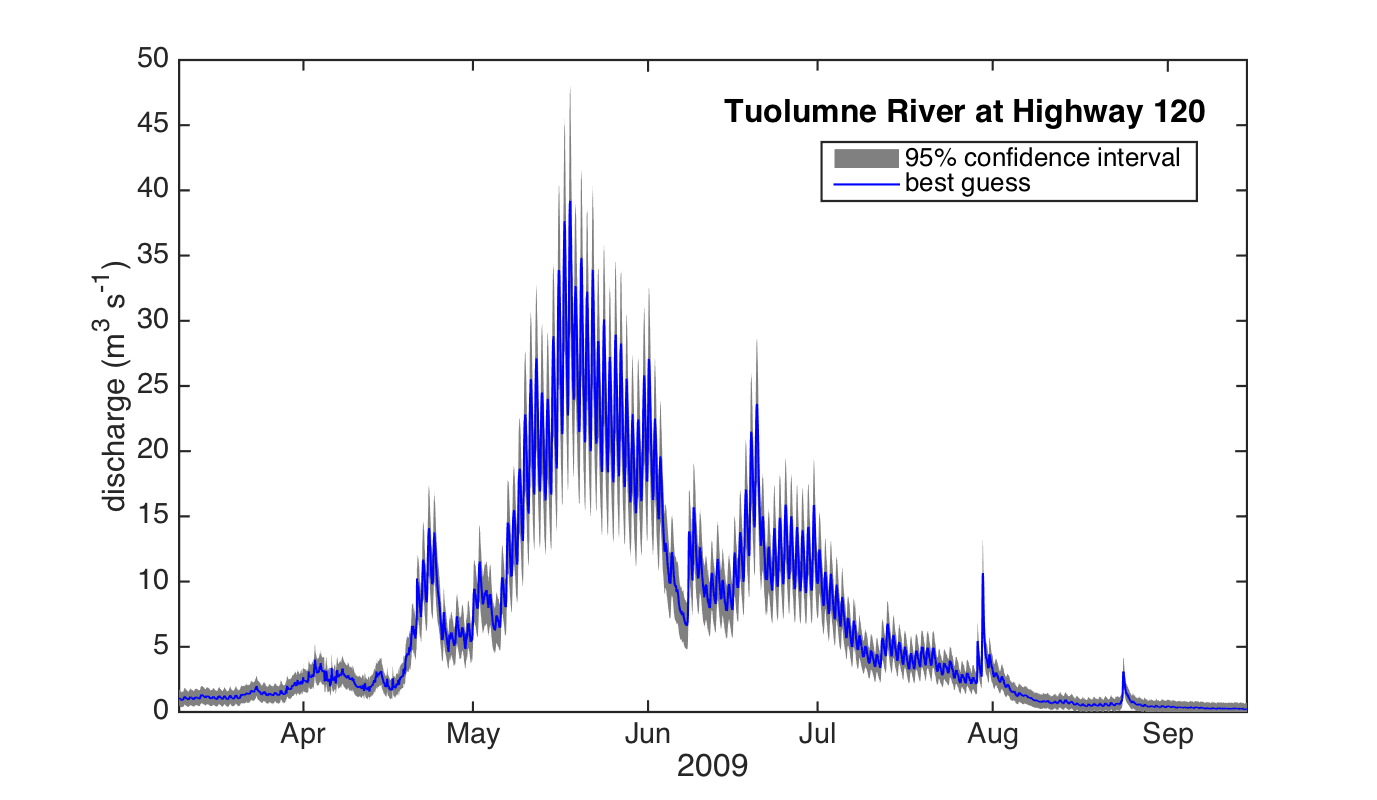 Tuolumne River at Highway 120
95% confidence interval
best guess
discharge (m³ s⁻¹)
50
45
40
35
30
25
20
15
10
5
0
Apr May Jun Jul Aug Sep
2009